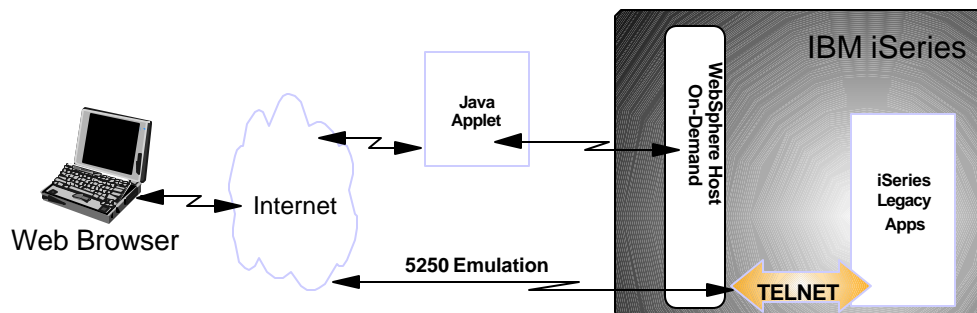 IBM iSeries
WebSphere Host
On-Demand
Java
Applet
iSeries
Legacy
Apps
Internet
Web Browser
5250 Emulation
TELNET